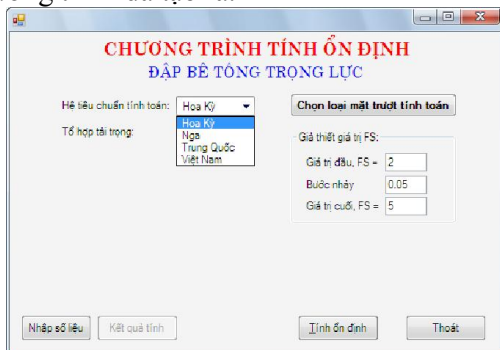 CHƯƠNG TRÌNH TÍNH ỔN ĐỊNH
ĐẬP BÊ TÔNG TRỌNG LỰC
Hệ tiêu chuẩn tính toán: Hoa Kỳ
Chọn loại mặt trượt tính toán
Hoa Kỳ
Tổ hợp tải trọng:
Nga
Trung Quốc
Việt Nam
Giả thiết giá trị FS:
Giá trị đầu, FS = 2
Bước nhảy 0.05
Giá trị cuối, FS = 5
Nhập số liệu Kết quả tính Tính ổn định Thoát